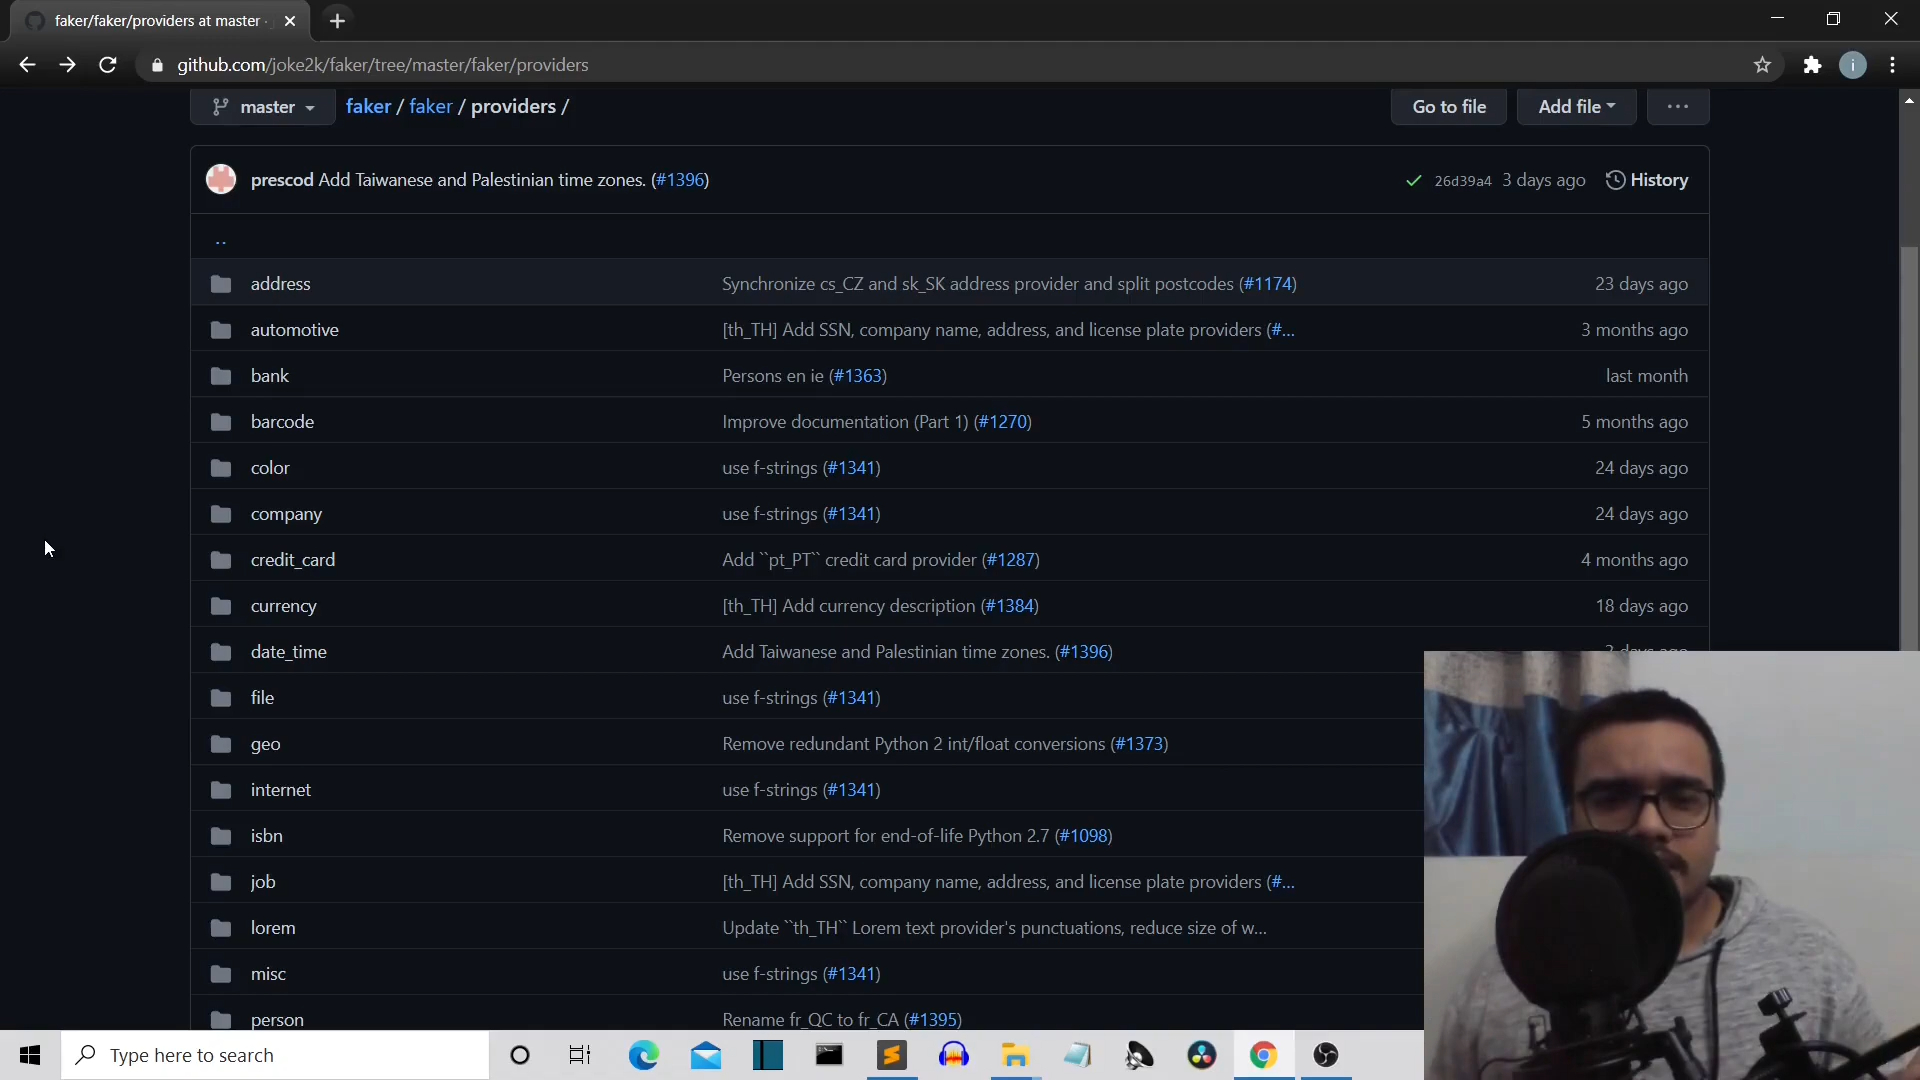 faker/faker/providers at master ·
github.com/joke2k/faker/tree/master/faker/providers
i
master faker / faker / providers / Go to file Add file ...
prescod Add Taiwanese and Palestinian time zones. (#1396) 26d39a4 3 days ago History
..
address Synchronize cs_CZ and sk_SK address provider and split postcodes (#1174) 23 days ago
automotive [th_TH] Add SSN, company name, address, and license plate providers (#... 3 months ago
bank Persons en ie (#1363) last month
barcode Improve documentation (Part 1) (#1270) 5 months ago
color use f-strings (#1341) 24 days ago
company use f-strings (#1341) 24 days ago
credit_card Add ``pt_PT`` credit card provider (#1287) 4 months ago
currency [th_TH] Add currency description (#1384) 18 days ago
date_time Add Taiwanese and Palestinian time zones. (#1396) 3 days ago
file use f-strings (#1341)
geo Remove redundant Python 2 int/float conversions (#1373)
internet use f-strings (#1341)
isbn Remove support for end-of-life Python 2.7 (#1098)
job [th_TH] Add SSN, company name, address, and license plate providers (#...
lorem Update ``th_TH`` Lorem text provider's punctuations, reduce size of w...
misc use f-strings (#1341)
person Rename fr_QC to fr_CA (#1395)
Type here to search